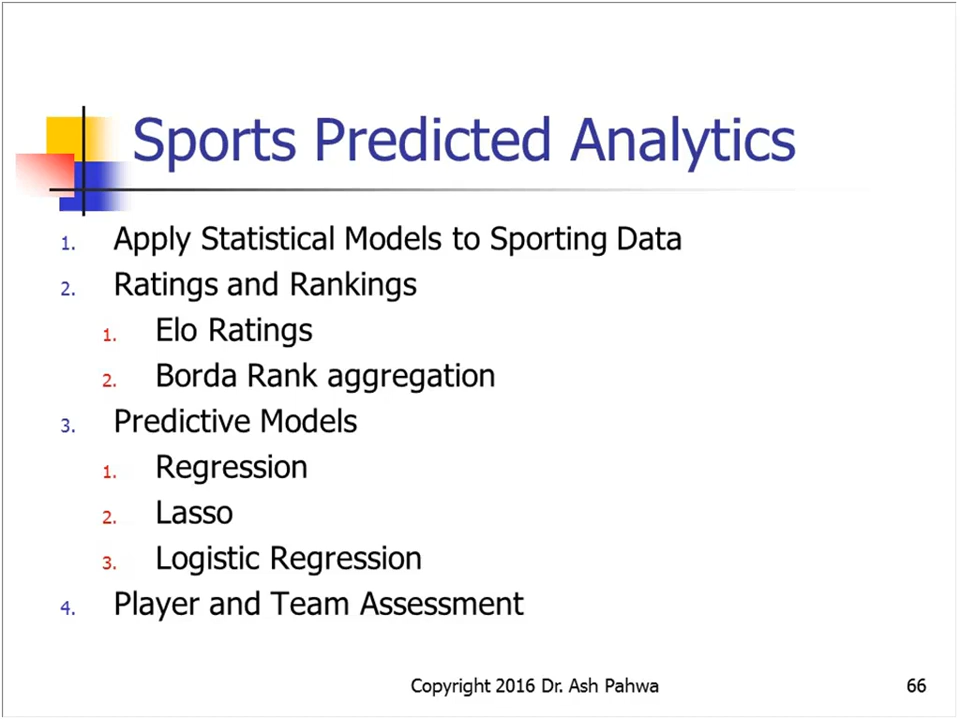 Sports Predicted Analytics
1. Apply Statistical Models to Sporting Data
2. Ratings and Rankings
1. Elo Ratings
2. Borda Rank aggregation
3. Predictive Models
1. Regression
2. Lasso
3. Logistic Regression
4. Player and Team Assessment
Copyright 2016 Dr. Ash Pahwa 66